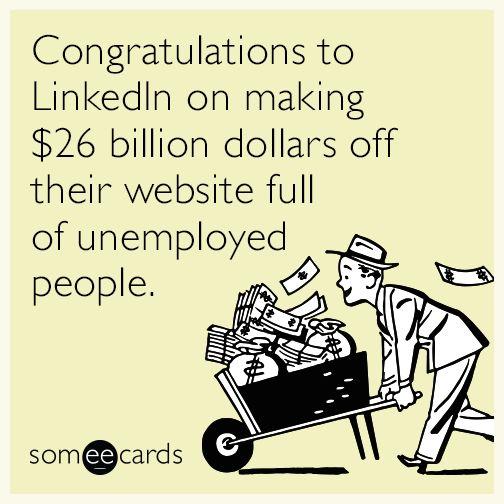 Congratulations to
LinkedIn on making
$26 billion dollars off
their website full
of unemployed
people.
someecards